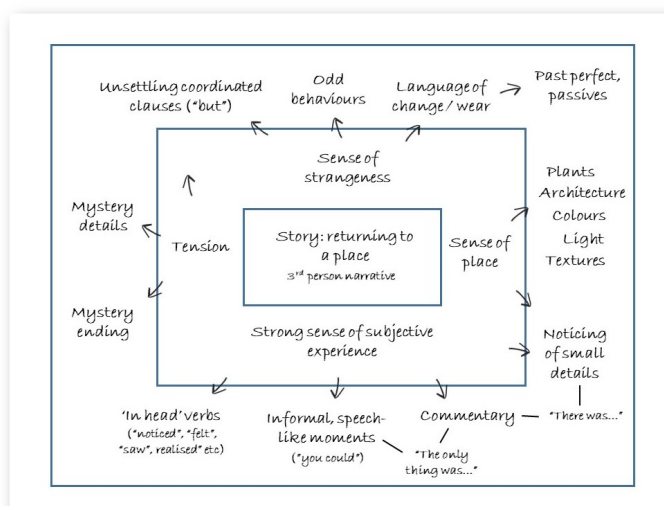 Unsettling coordinated
clauses ("but")
Odd
behaviours
Language of
change / wear
Past perfect,
passives
Sense of
strangeness
Plants
Architecture
Colours
Light
Textures
Mystery
details
Tension
Story: returning to
a place
3rd person narrative
Sense of
place
Mystery
ending
Strong sense of subjective
experience
Noticing
of small
details
'In head' verbs
("noticed", "felt",
"saw", realised" etc)
Informal, speech-
like moments
("you could")
Commentary
"There was..."
"The only
thing was..."